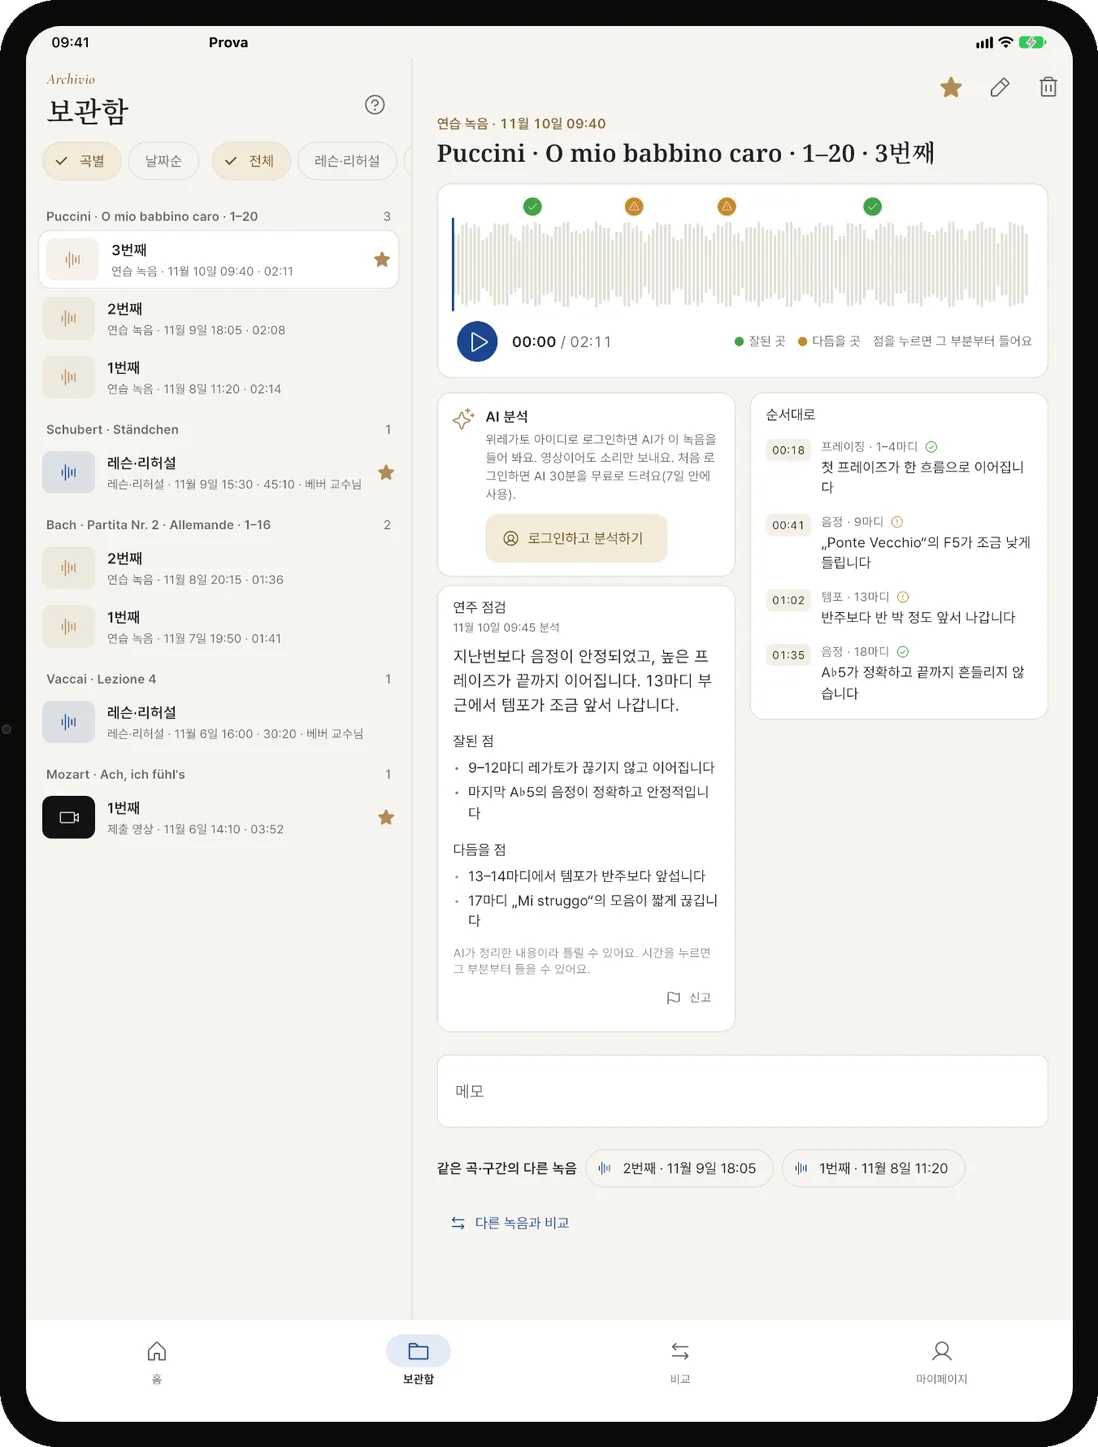 09:41
Prova
Archivio
보관함
곡별
날짜순
전체
레슨·리허설
Puccini · O mio babbino caro · 1–20
3
3번째
연습 녹음 · 11월 10일 09:40 · 02:11
2번째
연습 녹음 · 11월 9일 18:05 · 02:08
1번째
연습 녹음 · 11월 8일 11:20 · 02:14
Schubert · Ständchen
1
레슨·리허설
레슨·리허설 · 11월 9일 15:30 · 45:10 · 베버 교수님
Bach · Partita Nr. 2 · Allemande · 1–16
2
2번째
연습 녹음 · 11월 8일 20:15 · 01:36
1번째
연습 녹음 · 11월 7일 19:50 · 01:41
Vaccai · Lezione 4
1
레슨·리허설
레슨·리허설 · 11월 6일 16:00 · 30:20 · 베버 교수님
Mozart · Ach, ich fühl's
1
1번째
제출 영상 · 11월 6일 14:10 · 03:52
연습 녹음 · 11월 10일 09:40
Puccini · O mio babbino caro · 1–20 · 3번째
00:00 / 02:11
잘된 곳
다듬을 곳
점을 누르면 그 부분부터 들어요
AI 분석
위레가토 아이디로 로그인하면 AI가 이 녹음을
들어 봐요. 영상이어도 소리만 보내요. 처음 로
그인하면 AI 30분을 무료로 드려요(7일 안에
사용).
로그인하고 분석하기
연주 점검
11월 10일 09:45 분석
지난번보다 음정이 안정되었고, 높은 프
레이즈가 끝까지 이어집니다. 13마디 부
근에서 템포가 조금 앞서 나갑니다.
잘된 점
• 9–12마디 레가토가 끊기지 않고 이어집니다
• 마지막 A♭5의 음정이 정확하고 안정적입니
다
다듬을 점
• 13–14마디에서 템포가 반주보다 앞섭니다
• 17마디 „Mi struggo“의 모음이 짧게 끊깁니
다
AI가 정리한 내용이라 틀릴 수 있어요. 시간을 누르면
그 부분부터 들을 수 있어요.
신고
순서대로
00:18
프레이징 · 1–4마디
첫 프레이즈가 한 흐름으로 이어집니
다
00:41
음정 · 9마디
„Ponte Vecchio“의 F5가 조금 낮게
들립니다
01:02
템포 · 13마디
반주보다 반 박 정도 앞서 나갑니다
01:35
음정 · 18마디
A♭5가 정확하고 끝까지 흔들리지 않
습니다
메모
같은 곡·구간의 다른 녹음
2번째 · 11월 9일 18:05
1번째 · 11월 8일 11:20
다른 녹음과 비교
홈
보관함
비교
마이페이지